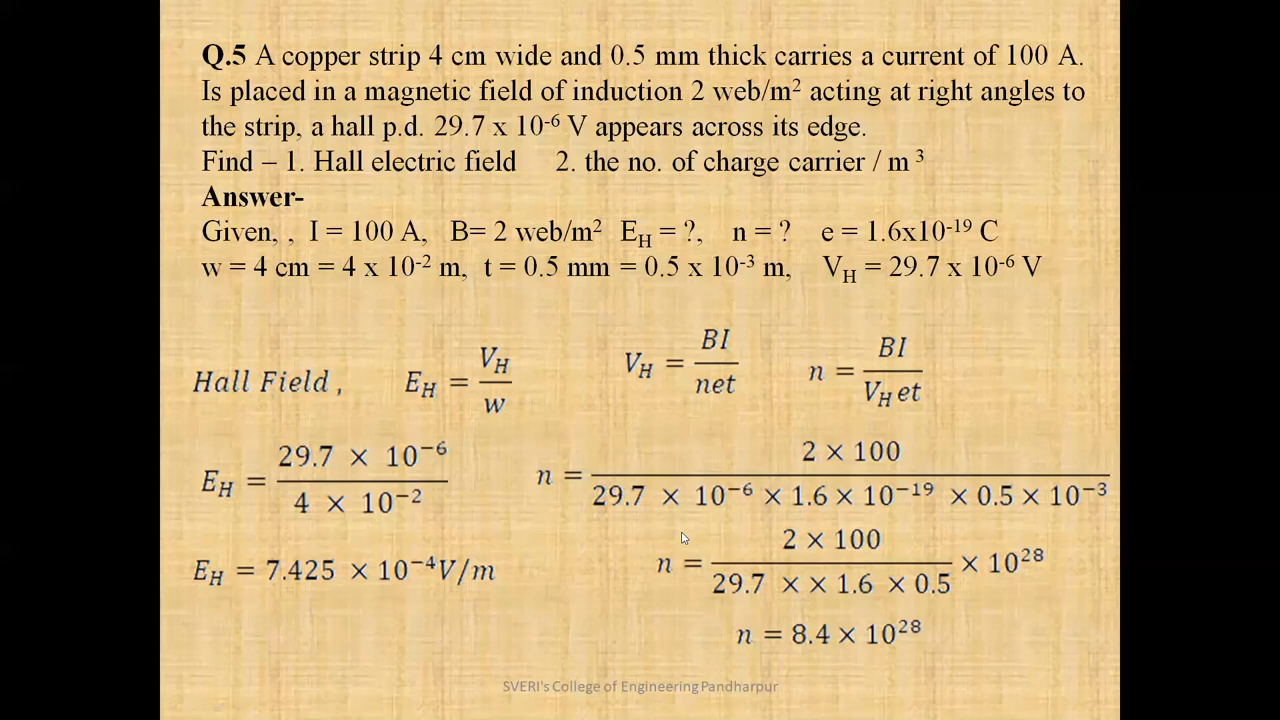 Q.5 A copper strip 4 cm wide and 0.5 mm thick carries a current of 100 A.
Is placed in a magnetic field of induction 2 web/m² acting at right angles to
the strip, a hall p.d. 29.7 x 10⁻⁶ V appears across its edge.
Find – 1. Hall electric field 2. the no. of charge carrier / m ³
Answer-
Given, , I = 100 A, B= 2 web/m² E_H = ?, n = ? e = 1.6x10⁻¹⁹ C
w = 4 cm = 4 x 10⁻² m, t = 0.5 mm = 0.5 x 10⁻³ m, V_H = 29.7 x 10⁻⁶ V
Hall Field , E_H = V_H / w V_H = BI / net n = BI / V_H et
E_H = 29.7 × 10⁻⁶ / 4 × 10⁻² n = 2 × 100 / 29.7 × 10⁻⁶ × 1.6 × 10⁻¹⁹ × 0.5 × 10⁻³
E_H = 7.425 × 10⁻⁴ V/m n = 2 × 100 / 29.7 × × 1.6 × 0.5 × 10²⁸
n = 8.4 × 10²⁸
SVERI's College of Engineering Pandharpur